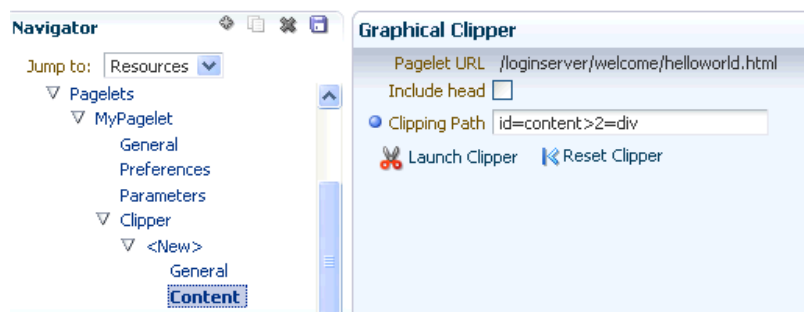 Navigator
Jump to: Resources
Pagelets
MyPagelet
General
Preferences
Parameters
Clipper
<New>
General
Content
Graphical Clipper
Pagelet URL /loginserver/welcome/helloworld.html
Include head
Clipping Path id=content>2=div
Launch Clipper Reset Clipper